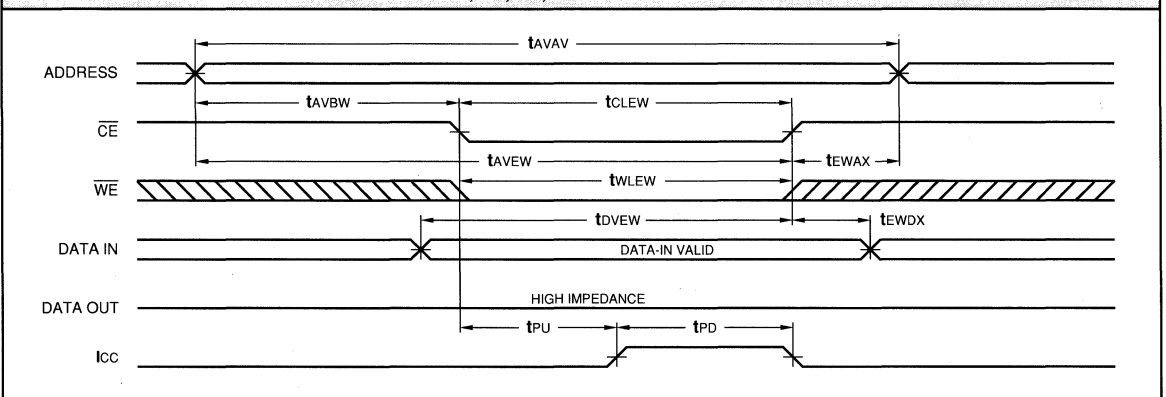 tAVAV
ADDRESS
tAVBW
tCLEW
CE
tAVEW
tEWAX
WE
tWLEW
tDVEW
tEWDX
DATA IN
DATA-IN VALID
DATA OUT
HIGH IMPEDANCE
tPU
tPD
ICC